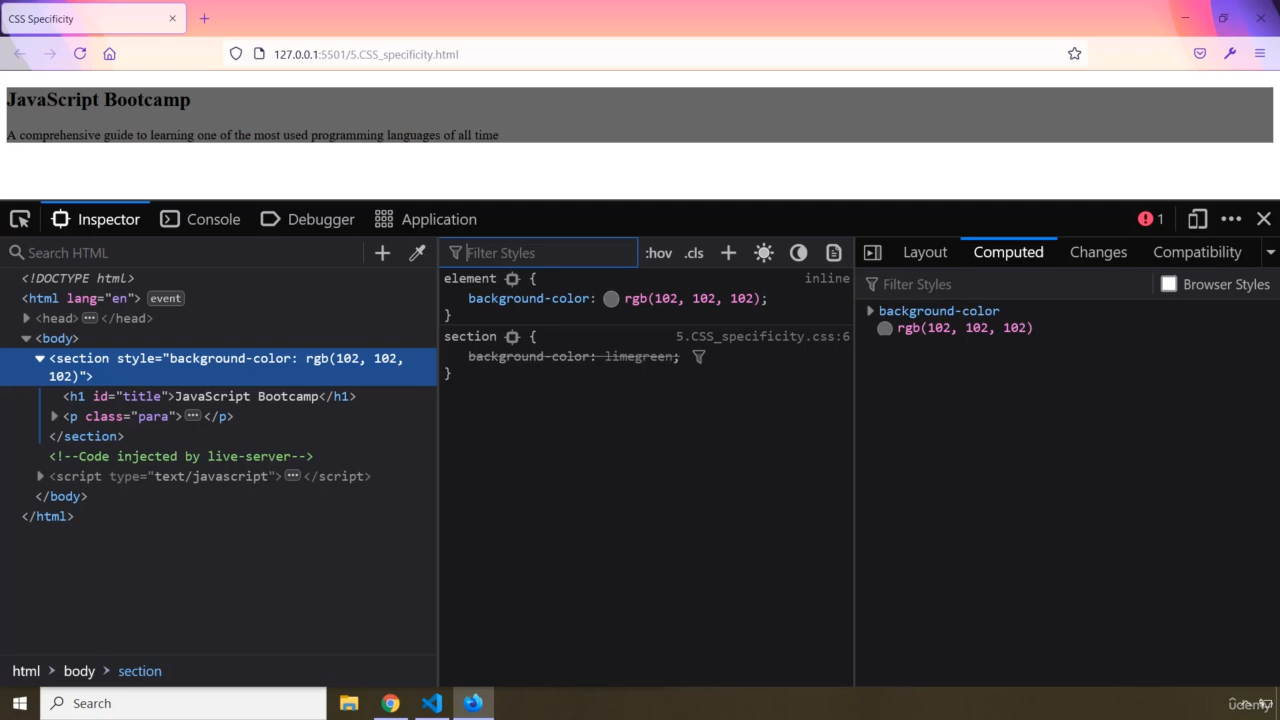 CSS Specificity
127.0.0.1:5501/5.CSS_specificity.html
JavaScript Bootcamp
A comprehensive guide to learning one of the most used programming languages of all time
Inspector
Console
Debugger
Application
1
Search HTML
<!DOCTYPE html>
<html lang="en"> event
<head> ••• </head>
<body>
<section style="background-color: rgb(102, 102,
102)">
<h1 id="title">JavaScript Bootcamp</h1>
<p class="para"> ••• </p>
</section>
<!--Code injected by live-server-->
<script type="text/javascript"> ••• </script>
</body>
</html>
html > body > section
Filter Styles
:hov .cls
element { inline
background-color: rgb(102, 102, 102);
}
section { 5.CSS_specificity.css:6
background-color: limegreen;
}
Layout
Computed
Changes
Compatibility
Filter Styles
Browser Styles
background-color
rgb(102, 102, 102)
Search
udemy